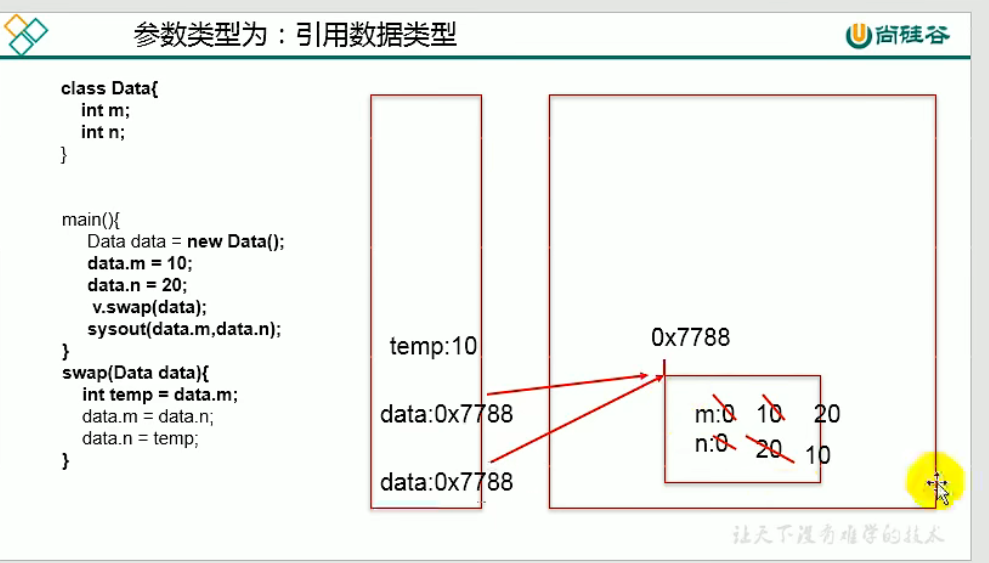 参数类型为：引用数据类型
尚硅谷
class Data{
int m;
int n;
}
main(){
Data data = new Data();
data.m = 10;
data.n = 20;
v.swap(data);
sysout(data.m,data.n);
}
swap(Data data){
int temp = data.m;
data.m = data.n;
data.n = temp;
}
temp:10
data:0x7788
data:0x7788
0x7788
m:0 10 20
n:0 20 10
让天下没有难学的技术